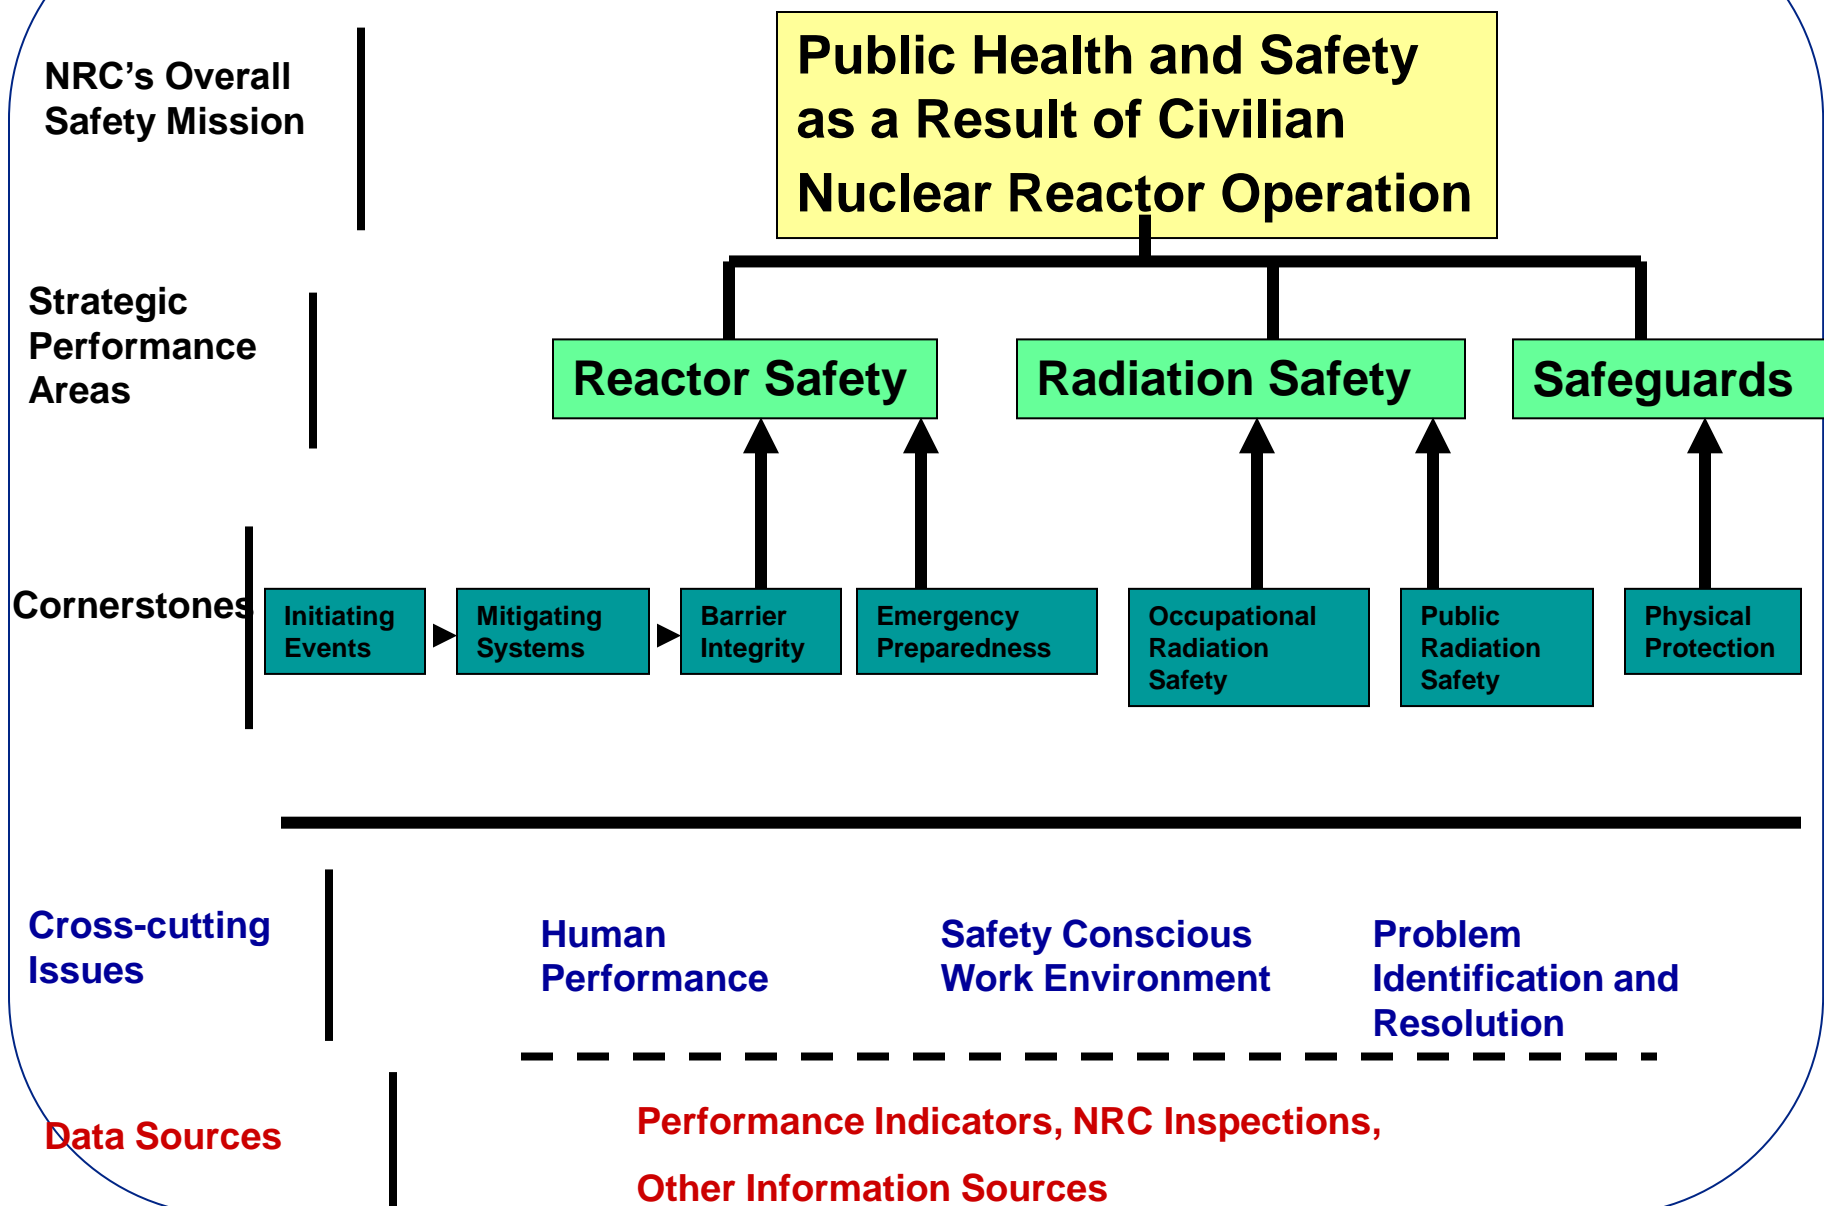 NRC’s Overall
Safety Mission
Public Health and Safety
as a Result of Civilian
Nuclear Reactor Operation
Strategic
Performance
Areas
Reactor Safety
Radiation Safety
Safeguards
Cornerstones
Initiating
Events
Mitigating
Systems
Barrier
Integrity
Emergency
Preparedness
Occupational
Radiation
Safety
Public
Radiation
Safety
Physical
Protection
Cross-cutting
Issues
Human
Performance
Safety Conscious
Work Environment
Problem
Identification and
Resolution
Data Sources
Performance Indicators, NRC Inspections,
Other Information Sources